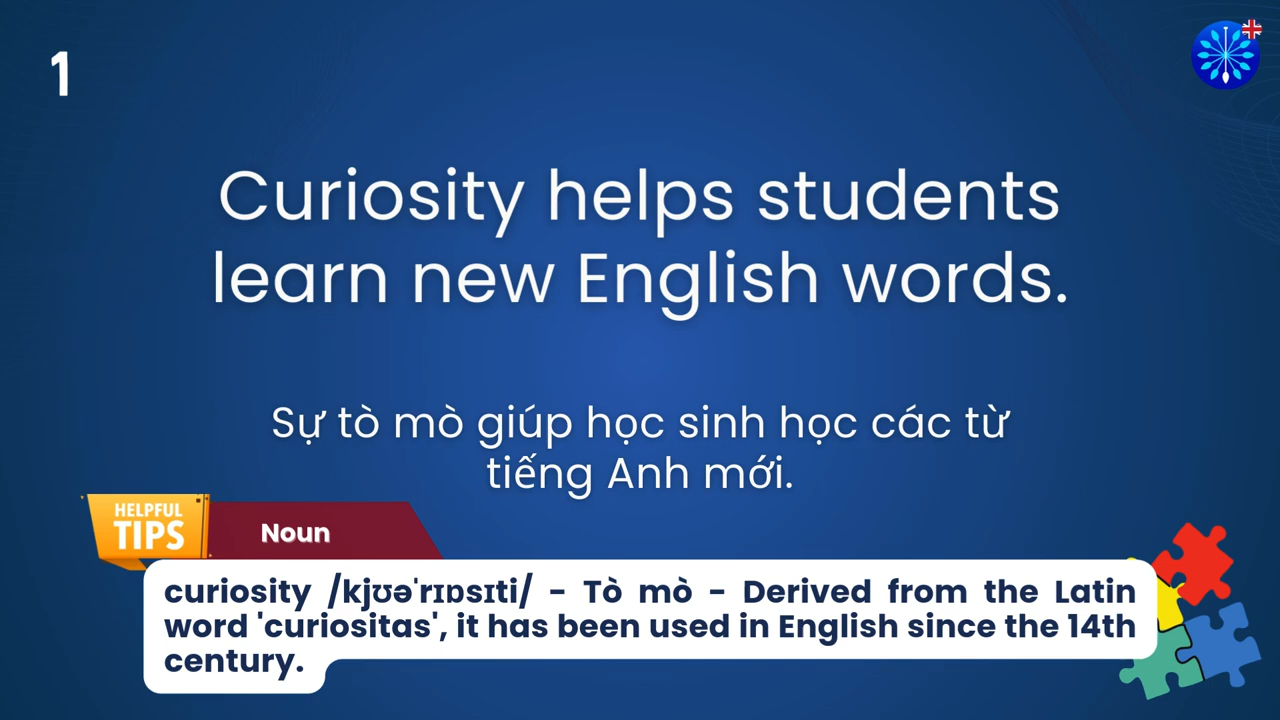 1
Curiosity helps students
learn new English words.
Sự tò mò giúp học sinh học các từ
tiếng Anh mới.
HELPFUL
TIPS
Noun
curiosity /kjʊəˈrɪɒsɪti/ - Tò mò - Derived from the Latin
word 'curiositas', it has been used in English since the 14th
century.